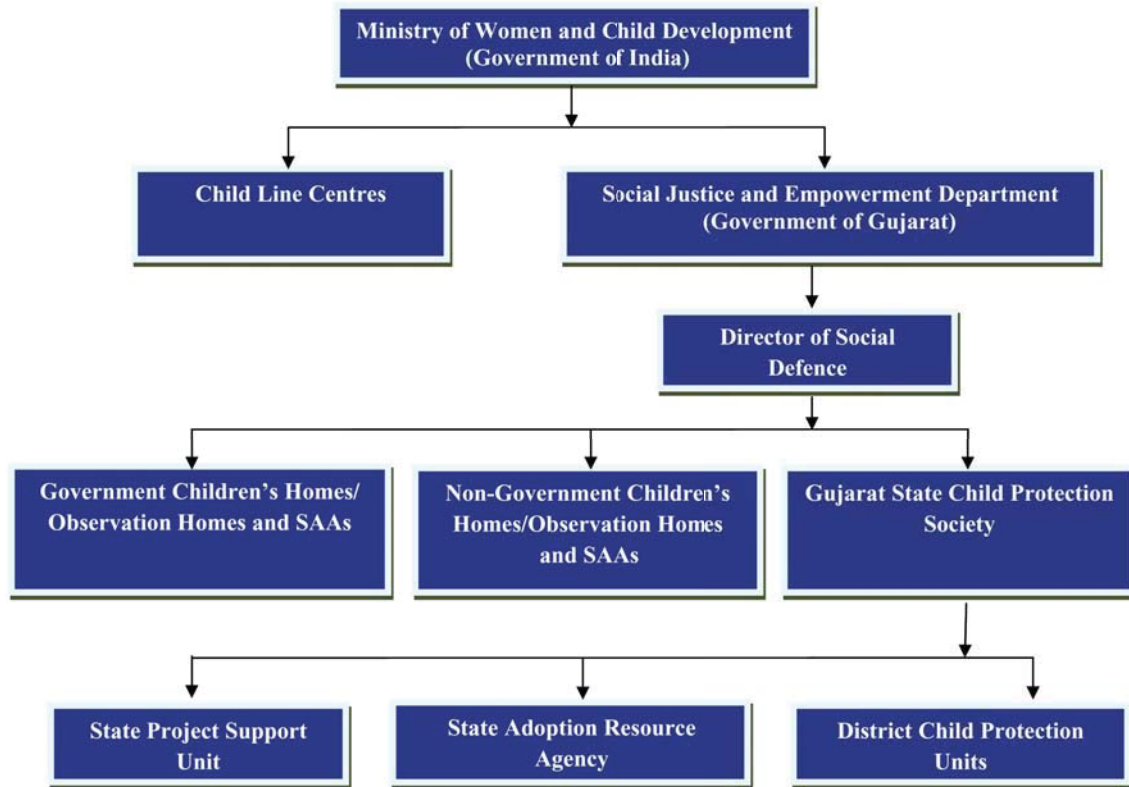 Ministry of Women and Child Development
(Government of India)
Child Line Centres
Social Justice and Empowerment Department
(Government of Gujarat)
Director of Social
Defence
Government Children's Homes/
Observation Homes and SAAs
Non-Government Children's
Homes/Observation Homes
and SAAs
Gujarat State Child Protection
Society
State Project Support
Unit
State Adoption Resource
Agency
District Child Protection
Units